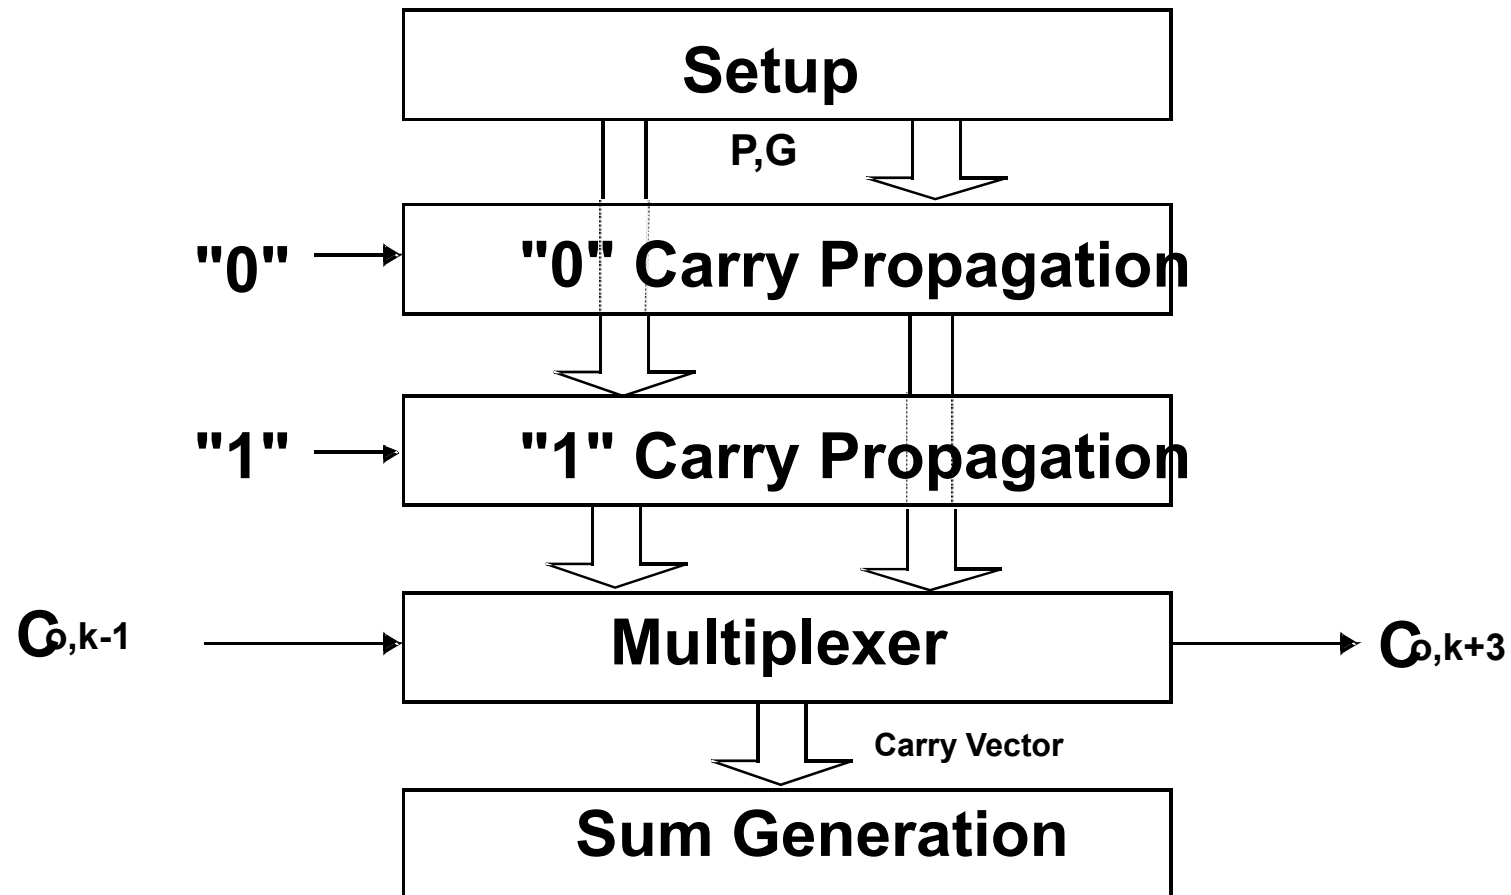 Setup
P,G
"0"
"0" Carry Propagation
"1"
"1" Carry Propagation
Co,k-1
Multiplexer
Co,k+3
Carry Vector
Sum Generation